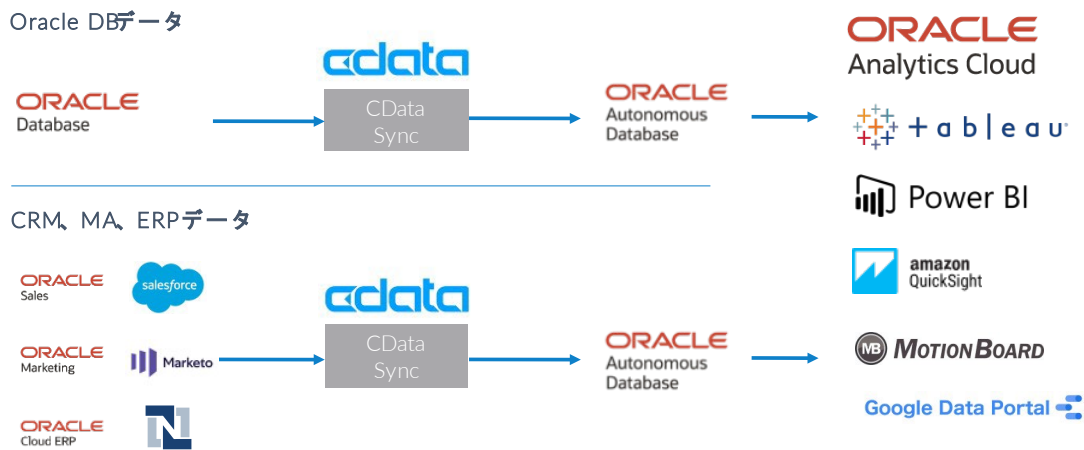 Oracle DBデータ
cdata
CData
Sync
ORACLE
Database
ORACLE
Autonomous
Database
ORACLE
Analytics Cloud
+ableau
Power BI
amazon
QuickSight
MB MOTIONBOARD
Google Data Portal
CRM、MA、ERPデータ
ORACLE
Sales
salesforce
ORACLE
Marketing
Marketo
ORACLE
Cloud ERP
N
cdata
CData
Sync
ORACLE
Autonomous
Database